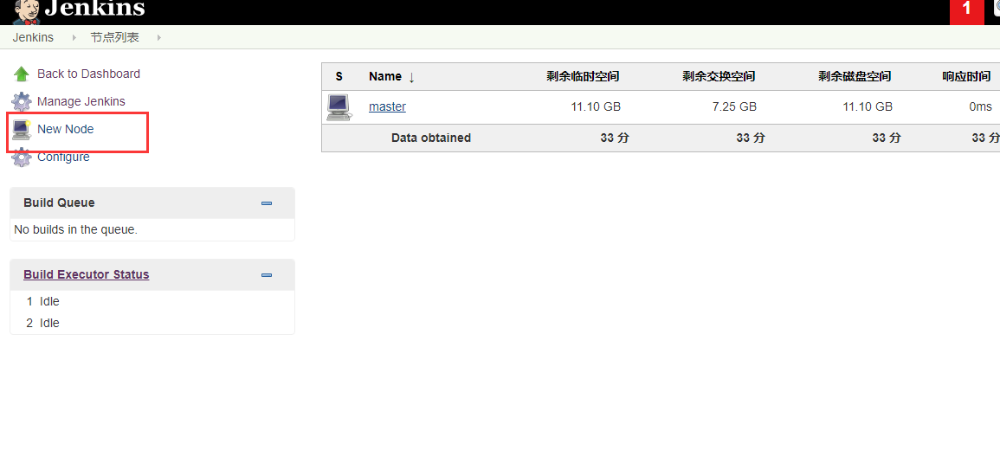 Jenkins
1
Jenkins 节点列表
Back to Dashboard
Manage Jenkins
New Node
Configure
Build Queue
No builds in the queue.
Build Executor Status
1 Idle
2 Idle
S Name ↓ 剩余临时空间 剩余交换空间 剩余磁盘空间 响应时间
master 11.10 GB 7.25 GB 11.10 GB 0ms
Data obtained 33 分 33 分 33 分 33 分